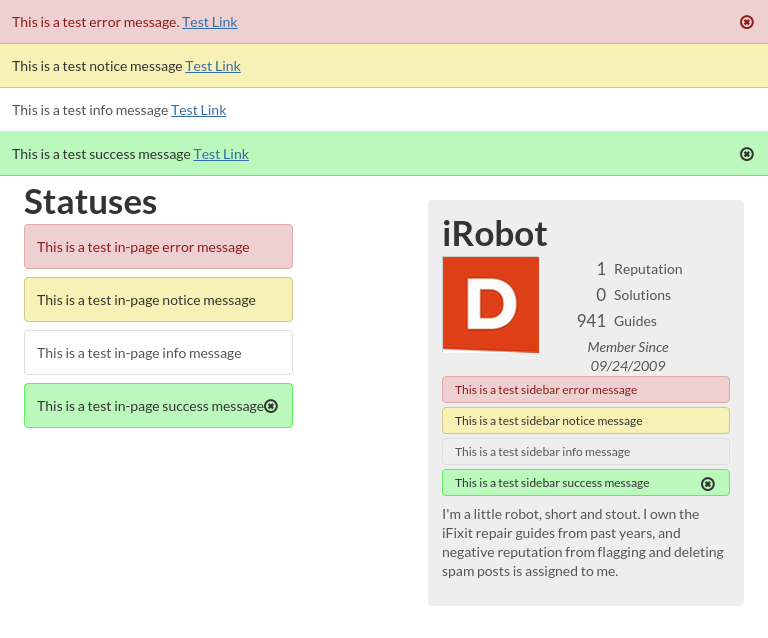 This is a test error message. Test Link
This is a test notice message Test Link
This is a test info message Test Link
This is a test success message Test Link
Statuses
This is a test in-page error message
This is a test in-page notice message
This is a test in-page info message
This is a test in-page success message
iRobot
D
1 Reputation
0 Solutions
941 Guides
Member Since
09/24/2009
This is a test sidebar error message
This is a test sidebar notice message
This is a test sidebar info message
This is a test sidebar success message
I'm a little robot, short and stout. I own the
iFixit repair guides from past years, and
negative reputation from flagging and deleting
spam posts is assigned to me.